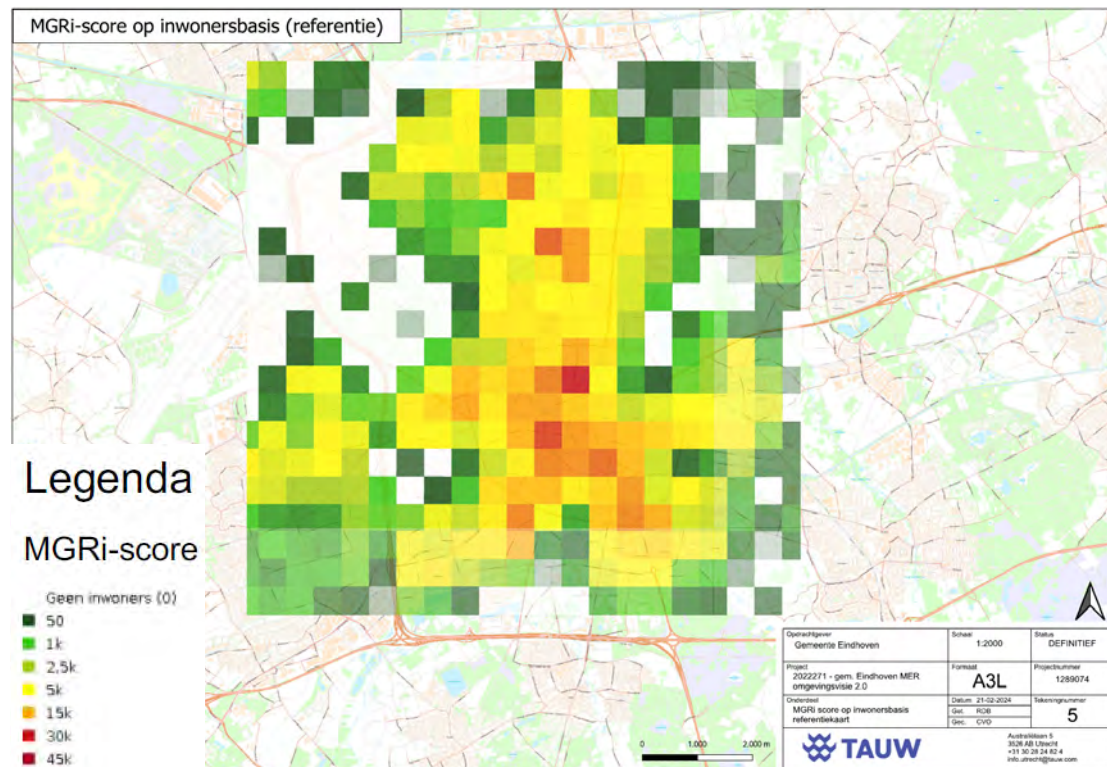 MGRi-score op inwonersbasis (referentie)
Legenda
MGRi-score
Geen inwoners (0)
50
1k
2,5k
5k
15k
30k
45k
0 1.000 2.000 m
Opdrachtgever
Gemeente Eindhoven
Schaal
1:2000
Status
DEFINITIEF
Project
2022271 - gem. Eindhoven MER
omgevingsvisie 2.0
Formaat
A3L
Projectnummer
1289074
Onderdeel
MGRi score op inwonersbasis
referentiekaart
Datum 21-02-2024
Get. RDB
Gec. CVD
Tekeningnummer
5
TAUW
Australiëlaan 5
3526 AB Utrecht
+31 30 28 24 82 4
info.utrecht@tauw.com